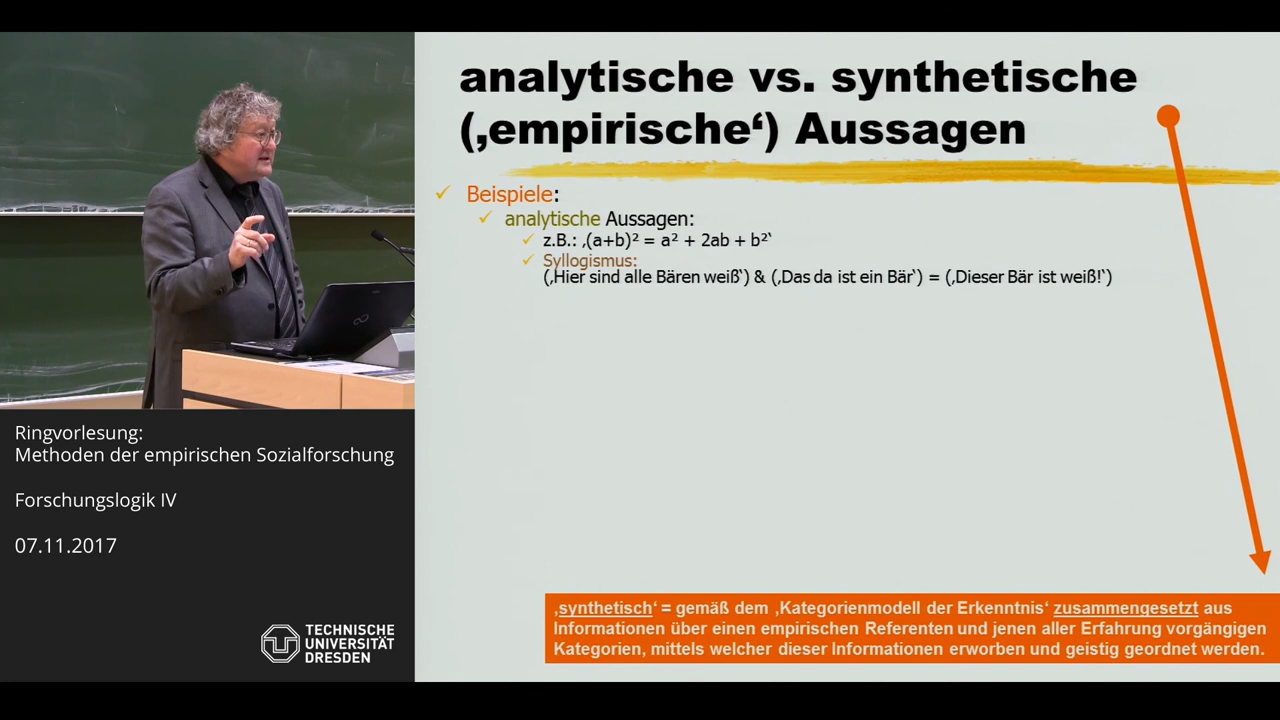 analytische vs. synthetische
(‚empirische‘) Aussagen
Beispiele:
analytische Aussagen:
z.B.: ‚(a+b)² = a² + 2ab + b²‘
Syllogismus:
(‚Hier sind alle Bären weiß‘) & (‚Das da ist ein Bär‘) = (‚Dieser Bär ist weiß!‘)
‚synthetisch‘ = gemäß dem ‚Kategorienmodell der Erkenntnis‘ zusammengesetzt aus
Informationen über einen empirischen Referenten und jenen aller Erfahrung vorgängigen
Kategorien, mittels welcher dieser Informationen erworben und geistig geordnet werden.
Ringvorlesung:
Methoden der empirischen Sozialforschung
Forschungslogik IV
07.11.2017
TECHNISCHE
UNIVERSITÄT
DRESDEN